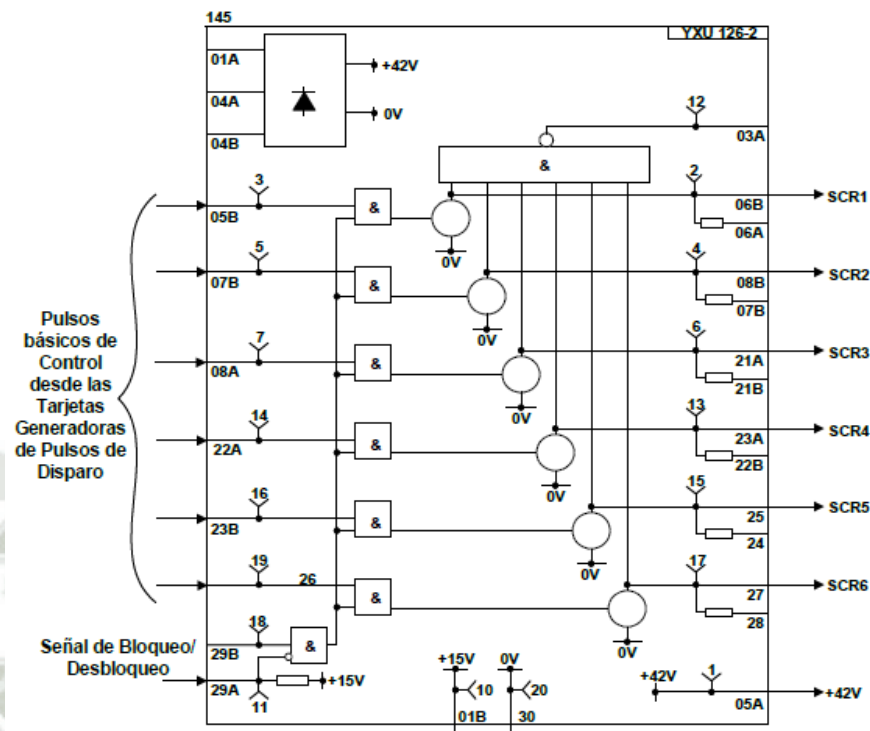 145
YXU 126-2
01A
+42V
04A
0V
04B
12
03A
&
3
&
05B
0V
2
06B
SCR1
06A
5
&
07B
0V
4
08B
SCR2
07B
7
&
08A
0V
6
21A
SCR3
21B
14
&
22A
0V
13
23A
SCR4
22B
16
&
23B
0V
15
25
SCR5
24
19
26
&
0V
17
27
SCR6
28
Pulsos
básicos de
Control
desde las
Tarjetas
Generadoras
de Pulsos de
Disparo
18
&
29B
Señal de Bloqueo/
Desbloqueo
29A
11
+15V
+15V
10
01B
0V
20
30
+42V
1
05A
+42V